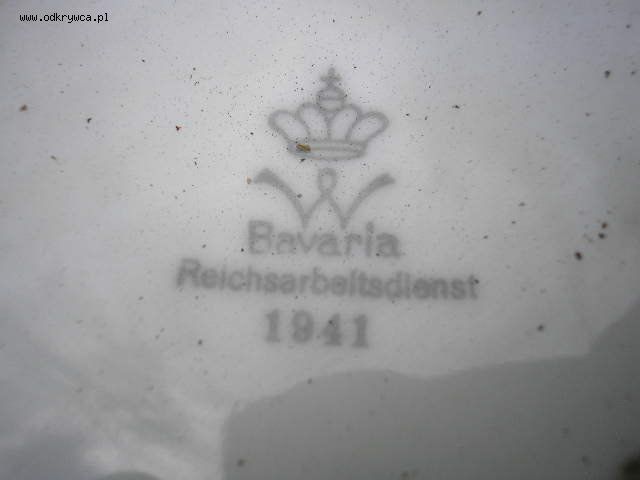 www.odkrywca.pl
W
Bavaria
Reichsarbeitsdienst
1941